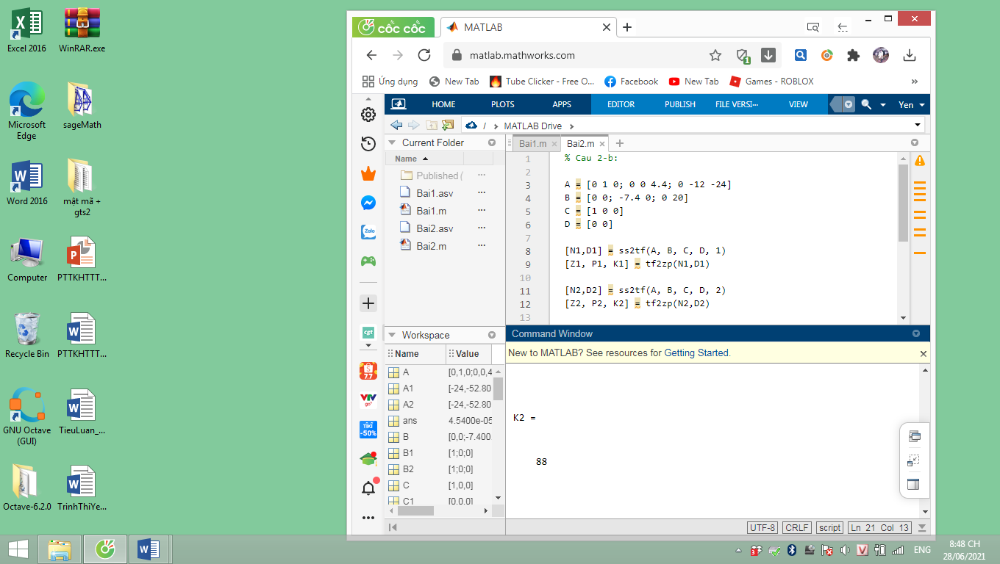 Excel 2016
WinRAR.exe
Microsoft
Edge
sageMath
Word 2016
mật mã +
gts2
Computer
PTTKHTTT...
Recycle Bin
PTTKHTTT...
GNU Octave
(GUI)
TieuLuan_...
Octave-6.2.0
TrinhThiYe...
cốc cốc
MATLAB
matlab.mathworks.com
1
Ứng dụng
New Tab
Tube Clicker - Free O...
Facebook
New Tab
Games - ROBLOX
»
HOME
PLOTS
APPS
EDITOR
PUBLISH
FILE VERSI···
VIEW
Yen
/ > MATLAB Drive >
Current Folder
Name
Published (
Bai1.asv
Bai1.m
Bai2.asv
Bai2.m
Zalo
cgt
7.7
VTV
go
TIKI
-50%
Bai1.m
Bai2.m
1 % Cau 2-b:
2
3 A = [0 1 0; 0 0 4.4; 0 -12 -24]
4 B = [0 0; -7.4 0; 0 20]
5 C = [1 0 0]
6 D = [0 0]
7
8 [N1,D1] = ss2tf(A, B, C, D, 1)
9 [Z1, P1, K1] = tf2zp(N1,D1)
10
11 [N2,D2] = ss2tf(A, B, C, D, 2)
12 [Z2, P2, K2] = tf2zp(N2,D2)
13
Workspace
Name Value
A [0,1,0;0,0,4
A1 [-24,-52.80
A2 [-24,-52.80
ans 4.5400e-05
B [0,0;-7.400
B1 [1;0;0]
B2 [1;0;0]
C [1,0,0]
C1 [0,0,0]
Command Window
New to MATLAB? See resources for Getting Started.
K2 =
88
UTF-8
CRLF
script
Ln 21 Col 13
ENG
8:48 CH
28/06/2021